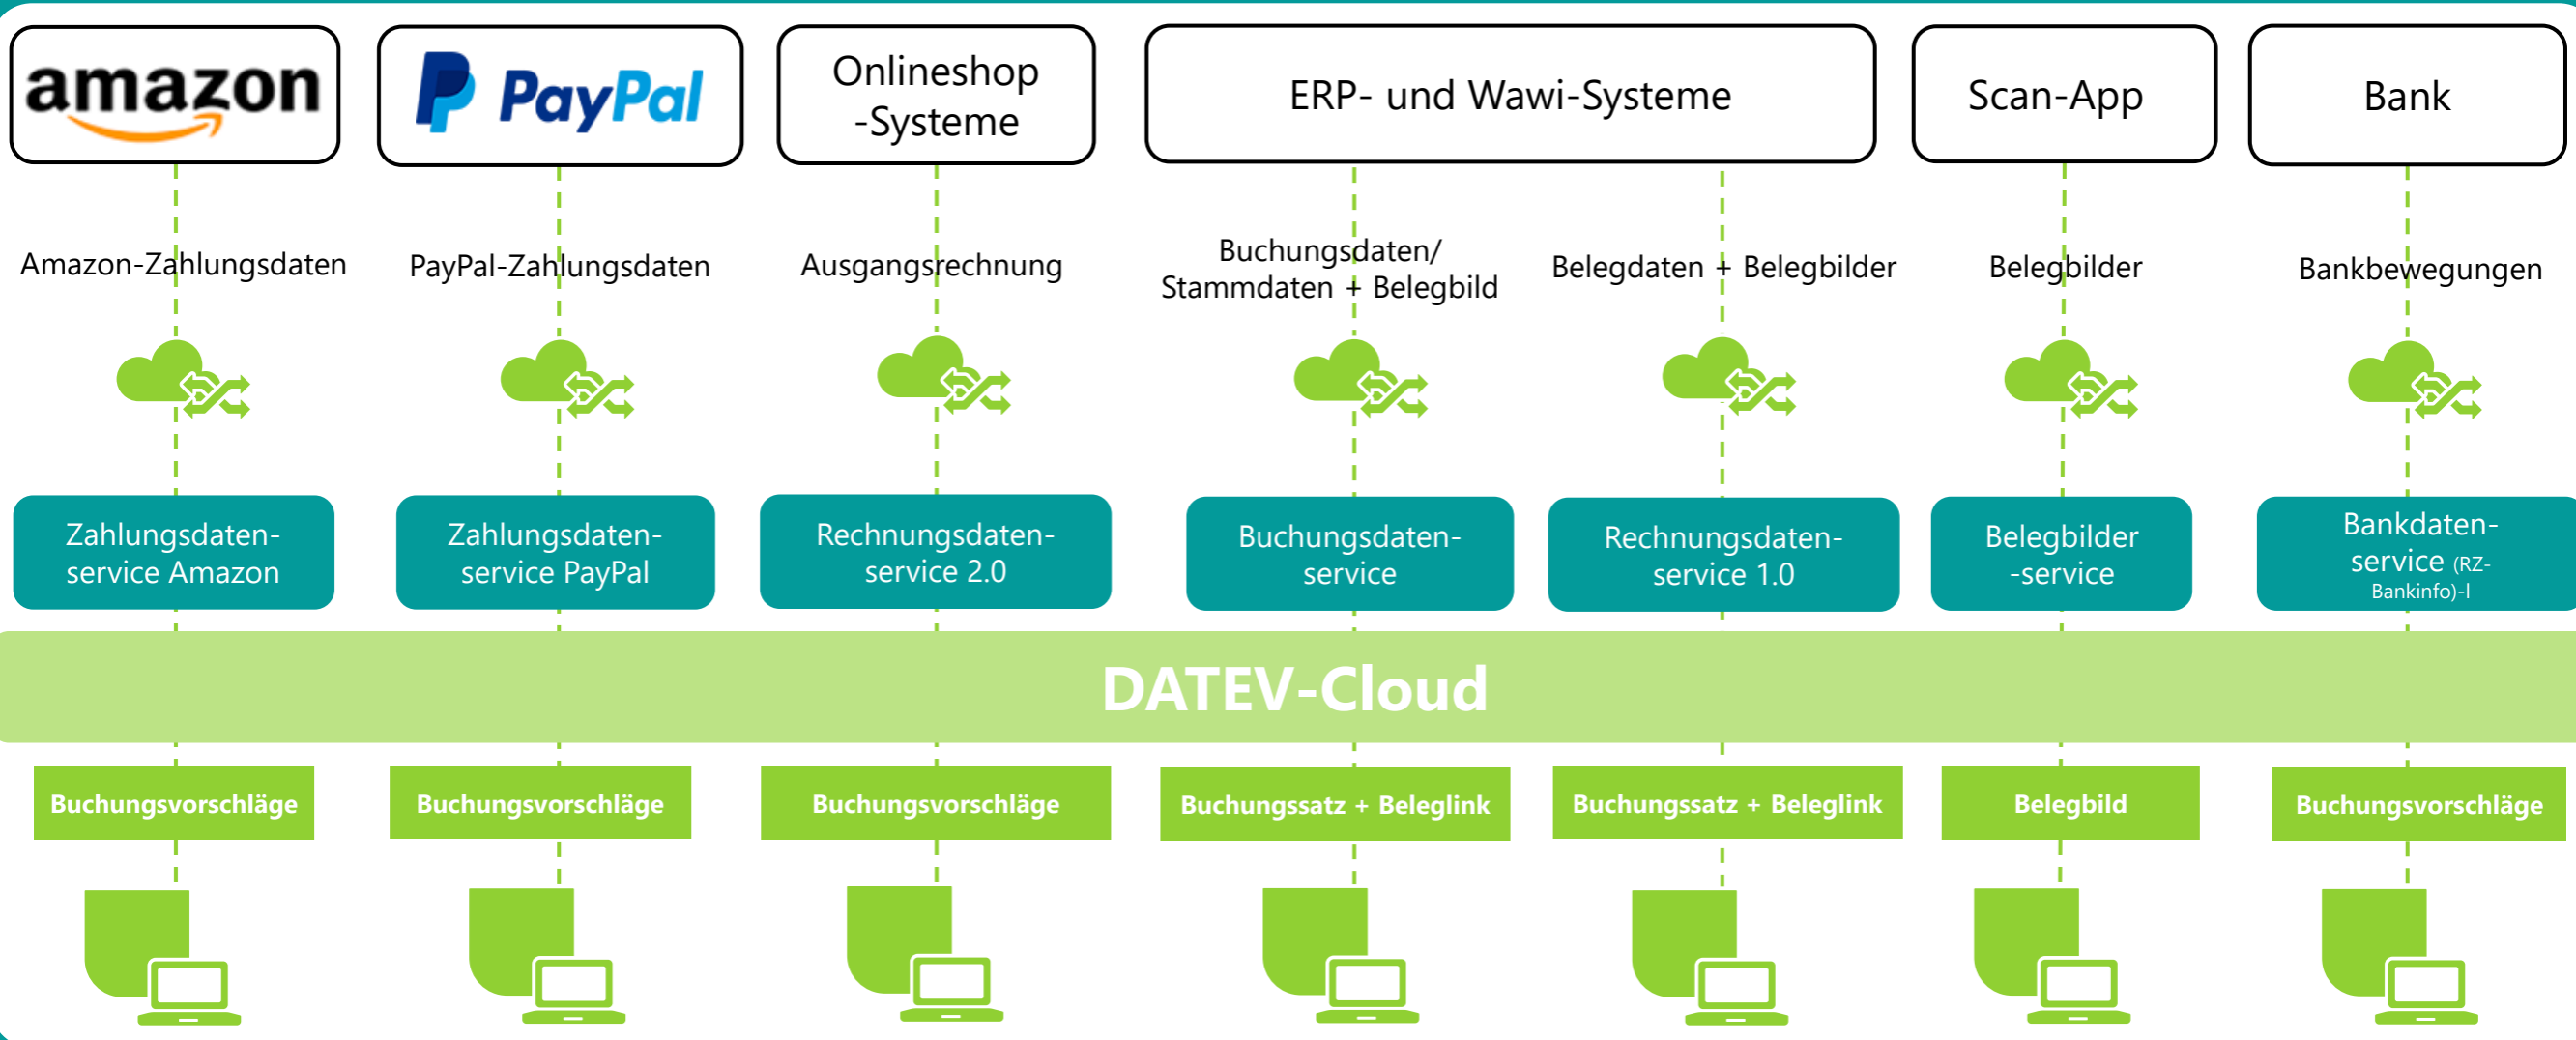 amazon
PayPal
Onlineshop
-Systeme
ERP- und Wawi-Systeme
Scan-App
Bank
Amazon-Zahlungsdaten
PayPal-Zahlungsdaten
Ausgangsrechnung
Buchungsdaten/
Stammdaten + Belegbild
Belegdaten + Belegbilder
Belegbilder
Bankbewegungen
Zahlungsdaten-
service Amazon
Zahlungsdaten-
service PayPal
Rechnungsdaten-
service 2.0
Buchungsdaten-
service
Rechnungsdaten-
service 1.0
Belegbilder
-service
Bankdaten-
service (RZ-
Bankinfo)-l
DATEV-Cloud
Buchungsvorschläge
Buchungsvorschläge
Buchungsvorschläge
Buchungssatz + Beleglink
Buchungssatz + Beleglink
Belegbild
Buchungsvorschläge